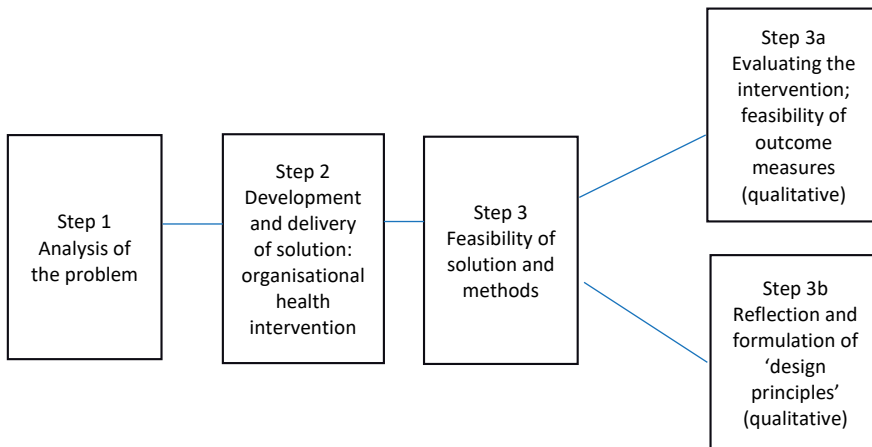 Step 1
Analysis of
the problem
Step 2
Development
and delivery
of solution:
organisational
health
intervention
Step 3
Feasibility of
solution and
methods
Step 3a
Evaluating the
intervention;
feasibility of
outcome
measures
(qualitative)
Step 3b
Reflection and
formulation of
‘design
principles’
(qualitative)